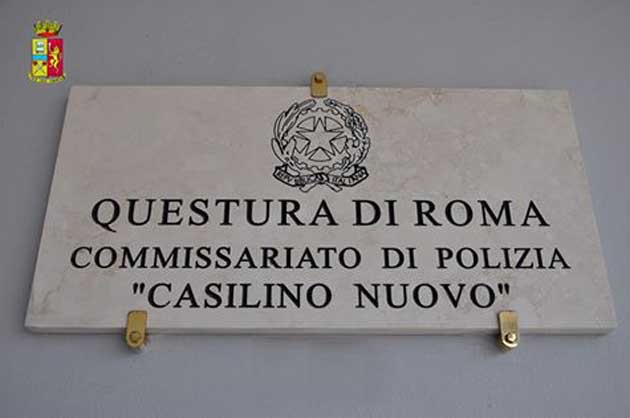 QUESTURA DI ROMA
COMMISSARIATO DI POLIZIA
"CASILINO NUOVO"